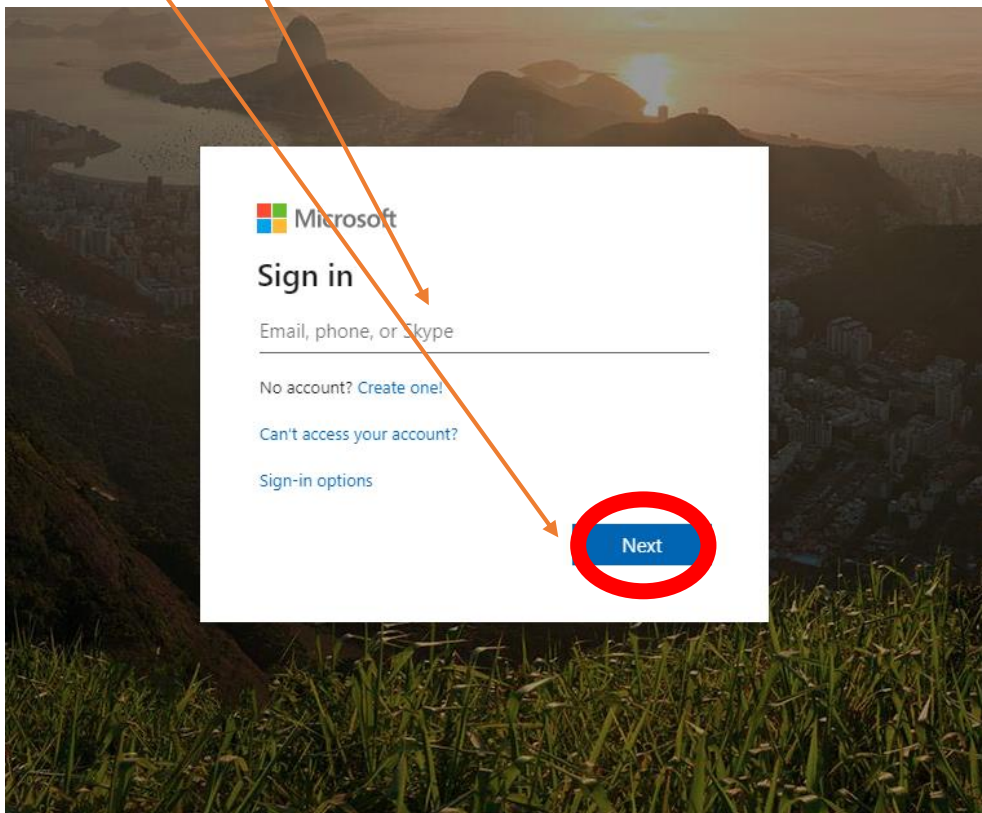 Microsoft
Sign in
Email, phone, or Skype
No account? Create one!
Can't access your account?
Sign-in options
Next